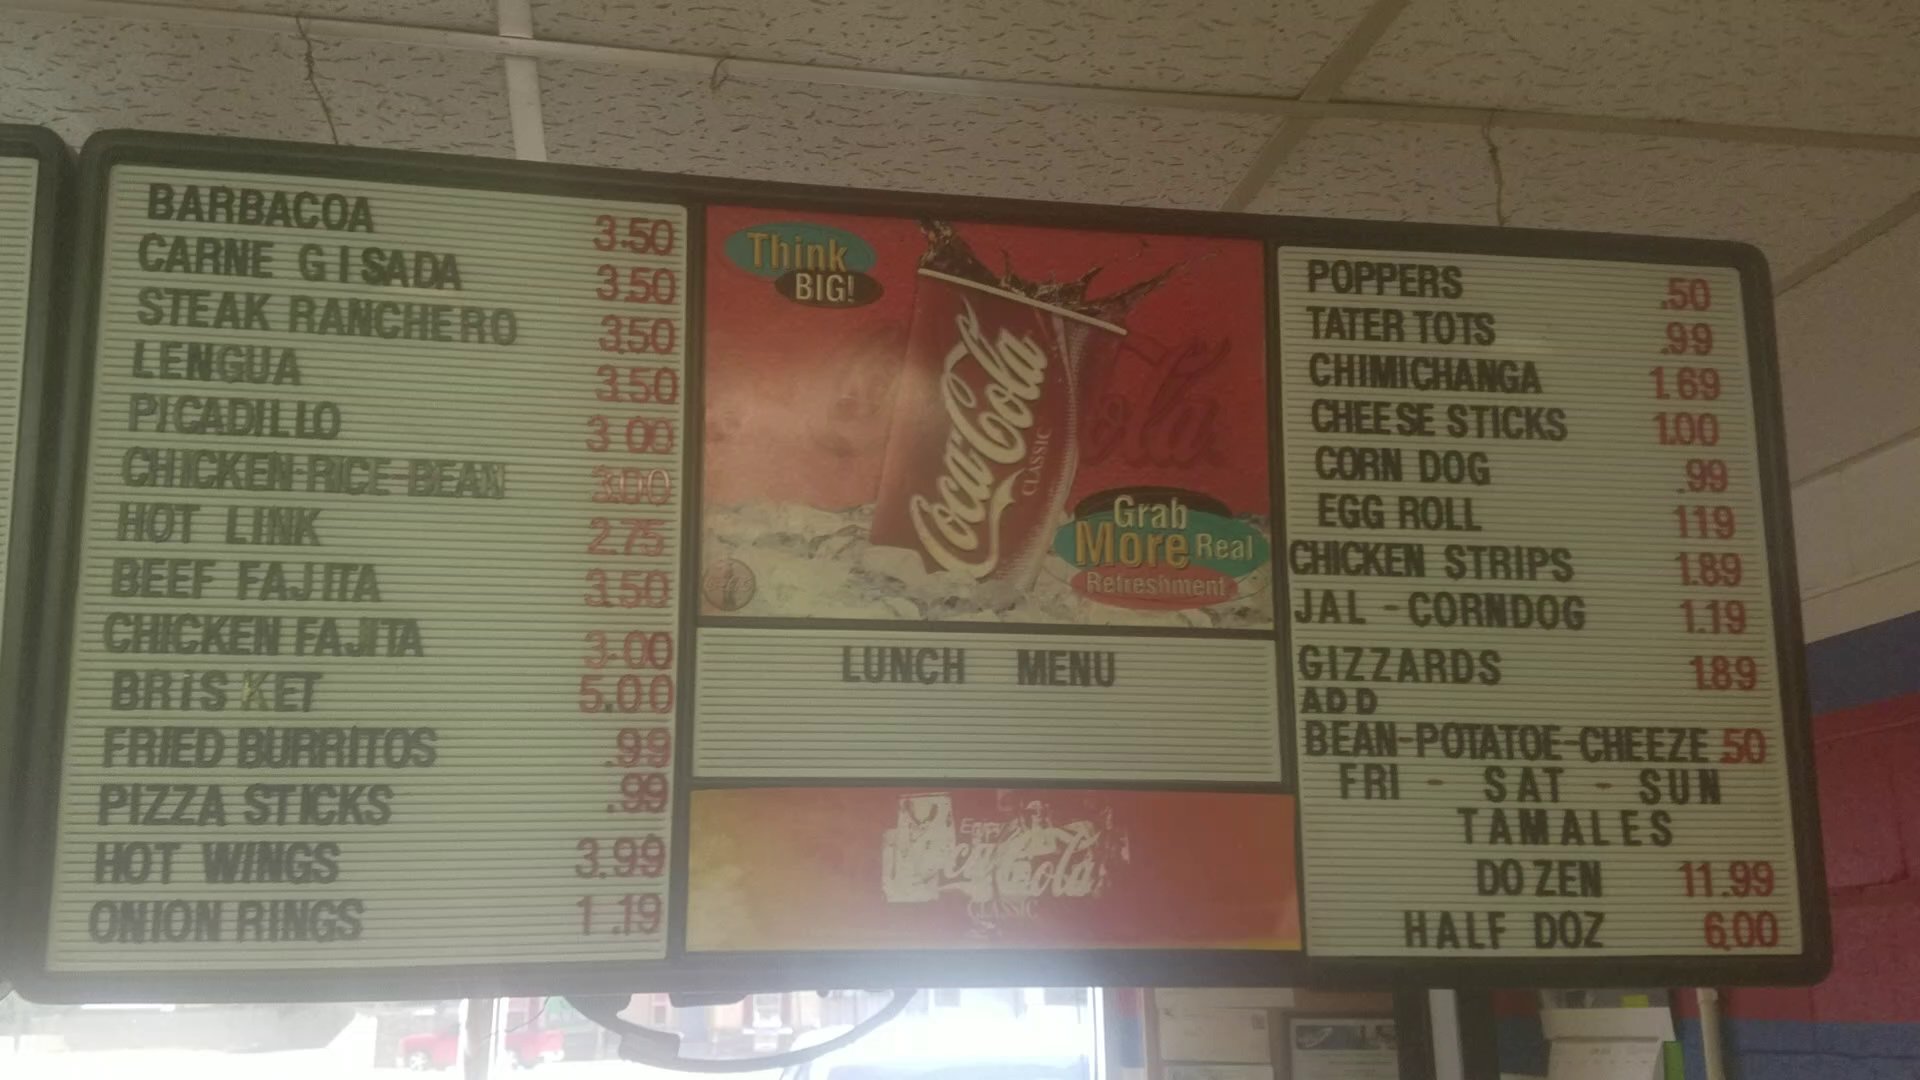 BARBACOA 3.50
CARNE GISADA 3.50
STEAK RANCHERO 3.50
LENGUA 3.50
PICADILLO 3 00
CHICKEN-RICE-BEAN 3.00
HOT LINK 2.75
BEEF FAJITA 3.50
CHICKEN FAJITA 3.00
BRISKET 5.00
FRIED BURRITOS .99
PIZZA STICKS .99
HOT WINGS 3.99
ONION RINGS 1.19
Think
BIG!
Coca-Cola
CLASSIC
Grab
More Real
Refreshment
LUNCH MENU
Coca-Cola
CLASSIC
POPPERS .50
TATER TOTS .99
CHIMICHANGA 1.69
CHEESE STICKS 1.00
CORN DOG .99
EGG ROLL 119
CHICKEN STRIPS 1.89
JAL - CORNDOG 1.19
GIZZARDS 1.89
ADD
BEAN-POTATOE-CHEEZE .50
FRI - SAT - SUN
TAMALES
DOZEN 11.99
HALF DOZ 6.00